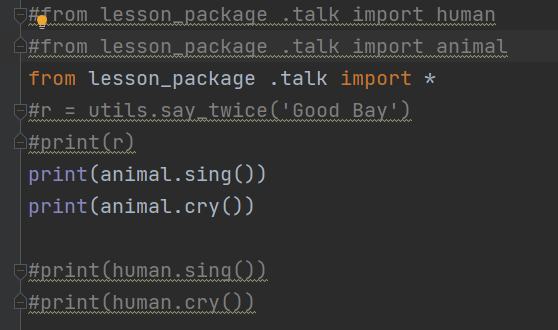 #from lesson_package .talk import human
#from lesson_package .talk import animal
from lesson_package .talk import *
#r = utils.say_twice('Good Bay')
#print(r)
print(animal.sing())
print(animal.cry())
#print(human.sing())
#print(human.cry())